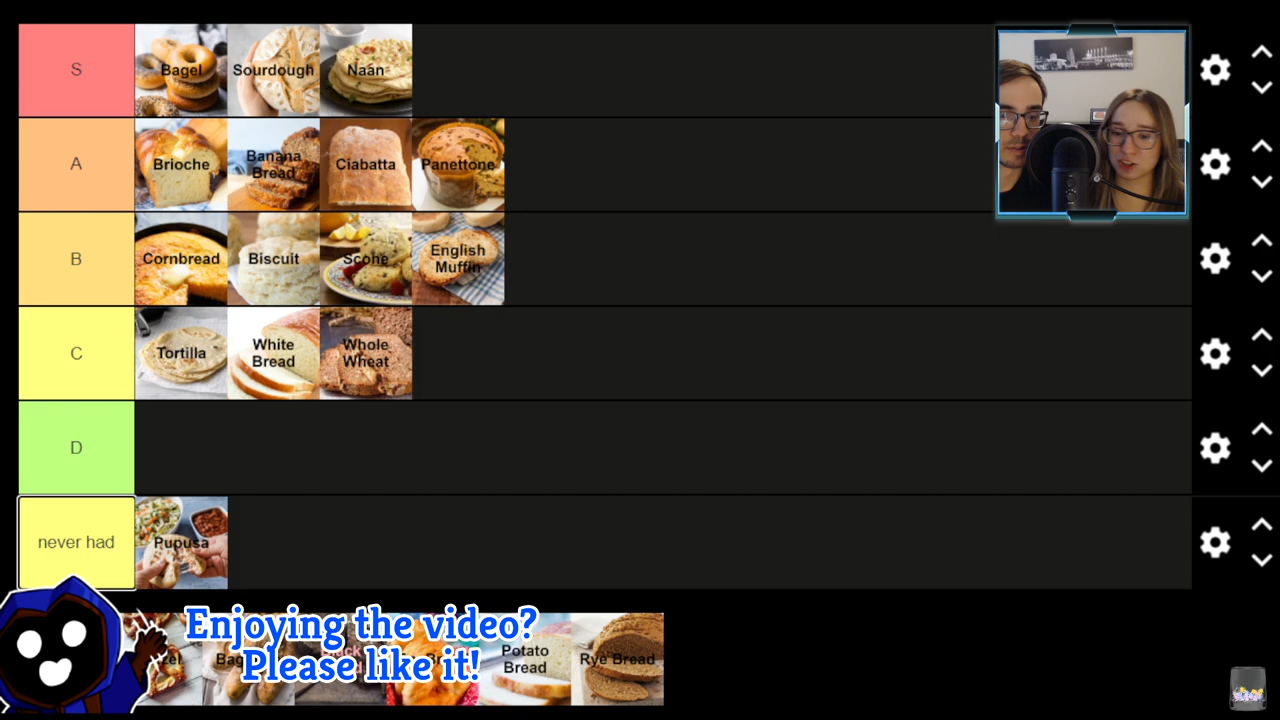 S
Bagel
Sourdough
Naan
A
Brioche
Banana
Bread
Ciabatta
Panettone
B
Cornbread
Biscuit
Scone
English
Muffin
C
Tortilla
White
Bread
Whole
Wheat
D
never had
Pupusa
Enjoying the video?
Please like it!
Potato
Bread
Rye Bread